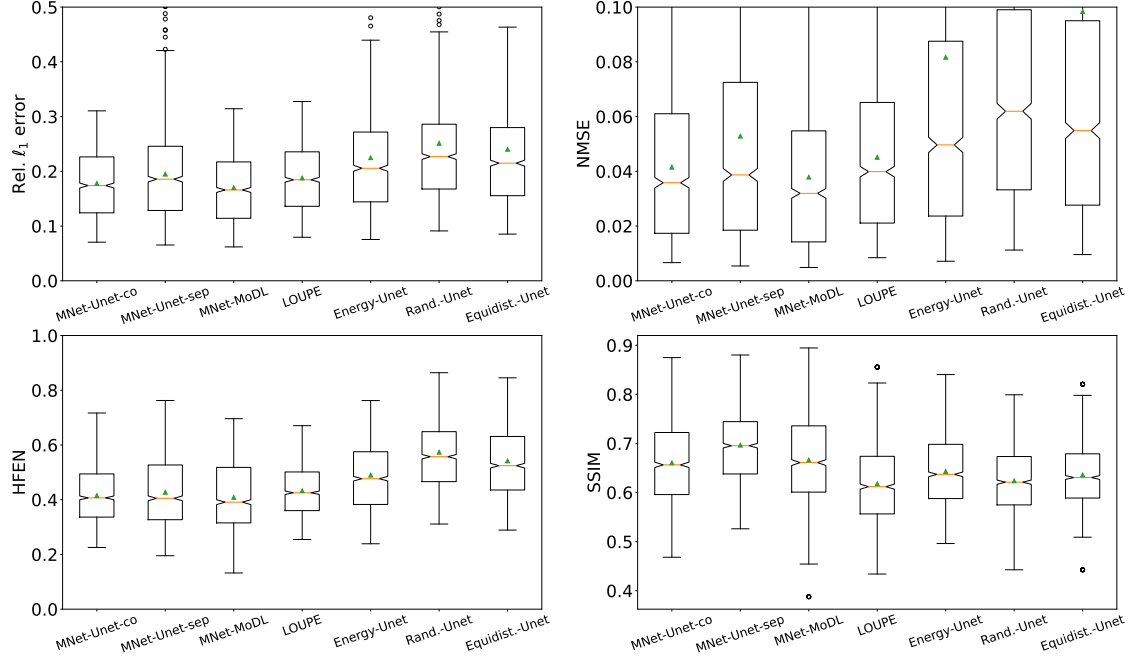 Rel. ℓ₁ error
0.5
0.4
0.3
0.2
0.1
0.0
MNet-Unet-co
MNet-Unet-sep
MNet-MoDL
LOUPE
Energy-Unet
Rand.-Unet
Equidist.-Unet
NMSE
0.10
0.08
0.06
0.04
0.02
0.00
MNet-Unet-co
MNet-Unet-sep
MNet-MoDL
LOUPE
Energy-Unet
Rand.-Unet
Equidist.-Unet
HFEN
1.0
0.8
0.6
0.4
0.2
0.0
MNet-Unet-co
MNet-Unet-sep
MNet-MoDL
LOUPE
Energy-Unet
Rand.-Unet
Equidist.-Unet
SSIM
0.9
0.8
0.7
0.6
0.5
0.4
MNet-Unet-co
MNet-Unet-sep
MNet-MoDL
LOUPE
Energy-Unet
Rand.-Unet
Equidist.-Unet